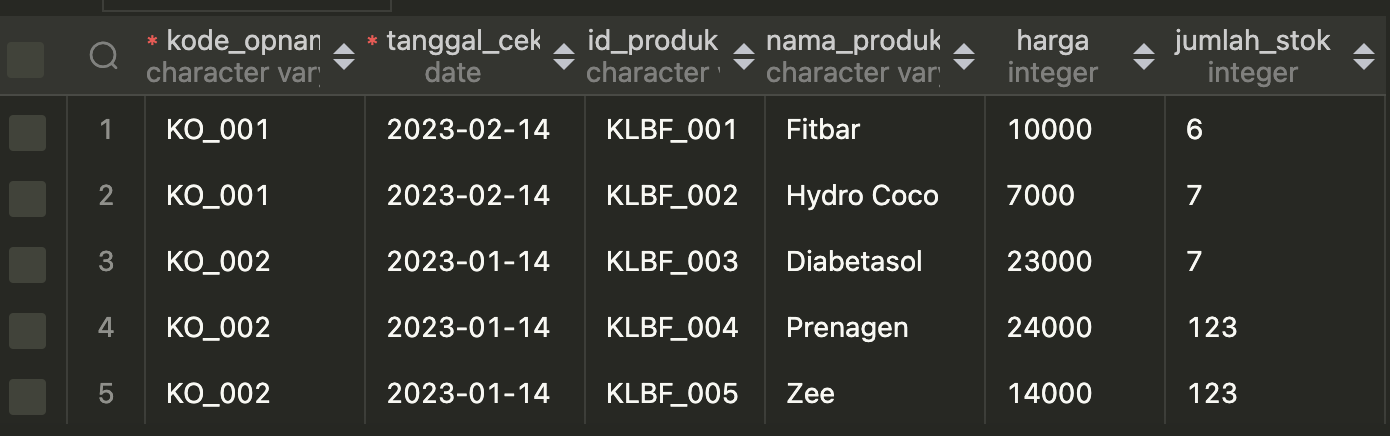 * kode_opnan * tanggal_cek id_produk nama_produk harga jumlah_stok
character vary date character v character vary integer integer
1 KO_001 2023-02-14 KLBF_001 Fitbar 10000 6
2 KO_001 2023-02-14 KLBF_002 Hydro Coco 7000 7
3 KO_002 2023-01-14 KLBF_003 Diabetasol 23000 7
4 KO_002 2023-01-14 KLBF_004 Prenagen 24000 123
5 KO_002 2023-01-14 KLBF_005 Zee 14000 123